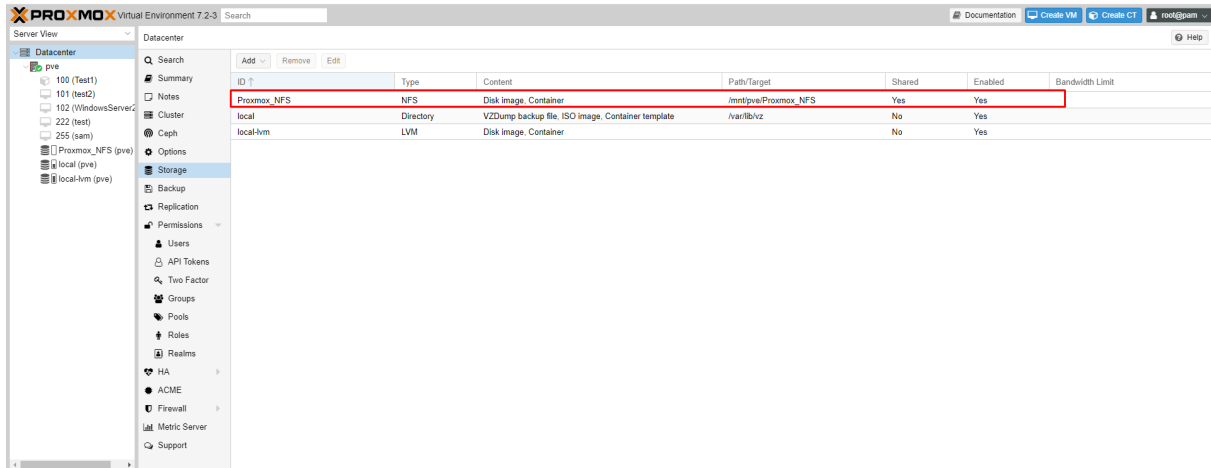 PROXMOX Virtual Environment 7.2-3 Search Documentation Create VM Create CT root@pam
Server View
Datacenter
pve
100 (Test1)
101 (test2)
102 (WindowsServer2
222 (test)
255 (sam)
Proxmox_NFS (pve)
local (pve)
local-lvm (pve)
Datacenter Help
Search
Summary
Notes
Cluster
Ceph
Options
Storage
Backup
Replication
Permissions
Users
API Tokens
Two Factor
Groups
Pools
Roles
Realms
HA
ACME
Firewall
Metric Server
Support
Add Remove Edit
ID ↑ Type Content Path/Target Shared Enabled Bandwidth Limit
Proxmox_NFS NFS Disk image, Container /mnt/pve/Proxmox_NFS Yes Yes
local Directory VZDump backup file, ISO image, Container template /var/lib/vz No Yes
local-lvm LVM Disk image, Container No Yes